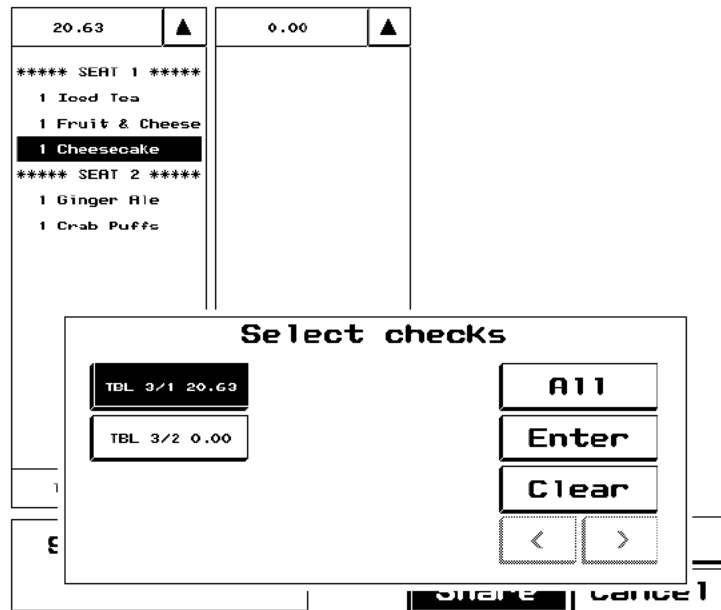 20.63 ▲ 0.00 ▲
***** SEAT 1 *****
1 Iced Tea
1 Fruit & Cheese
1 Cheesecake
***** SEAT 2 *****
1 Ginger Ale
1 Crab Puffs
Select checks
TBL 3/1 20.63
All
TBL 3/2 0.00
Enter
Clear
< >
Share Cancel